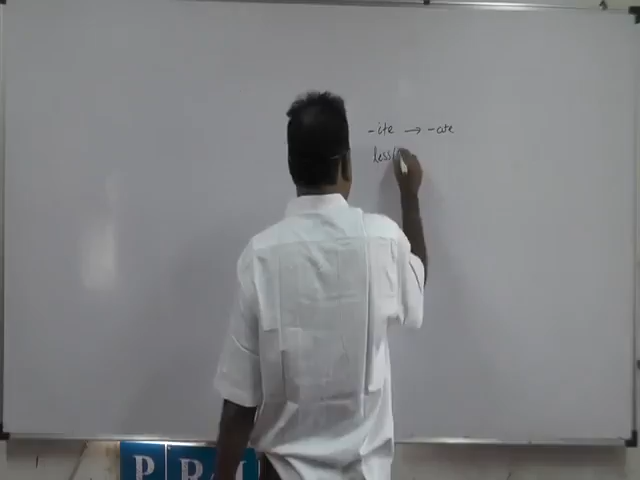 -ite → -ate
less/
P R I